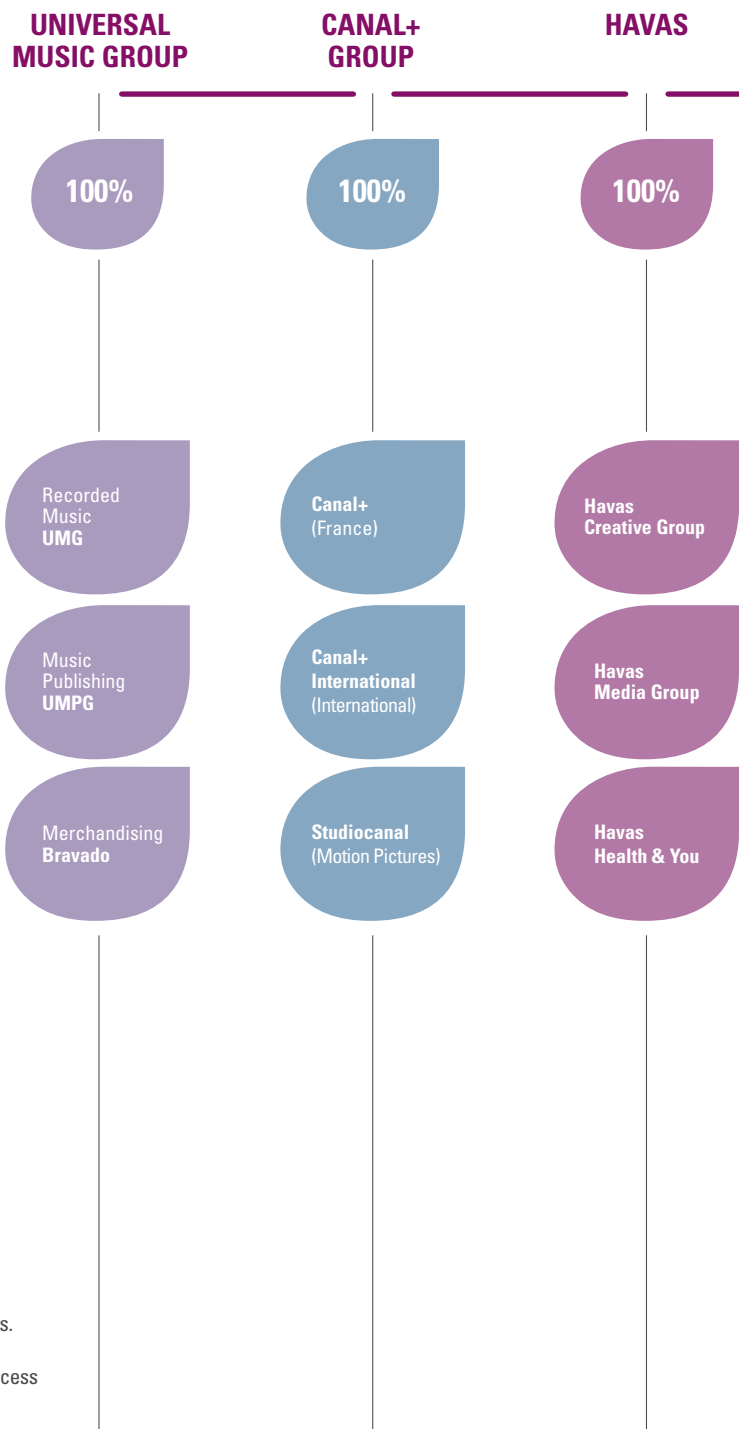 UNIVERSAL
MUSIC GROUP
CANAL+
GROUP
HAVAS
100%
100%
100%
Recorded
Music
UMG
Canal+
(France)
Havas
Creative Group
Music
Publishing
UMPG
Canal+
International
(International)
Havas
Media Group
Merchandising
Bravado
Studiocanal
(Motion Pictures)
Havas
Health & You
s.
cess